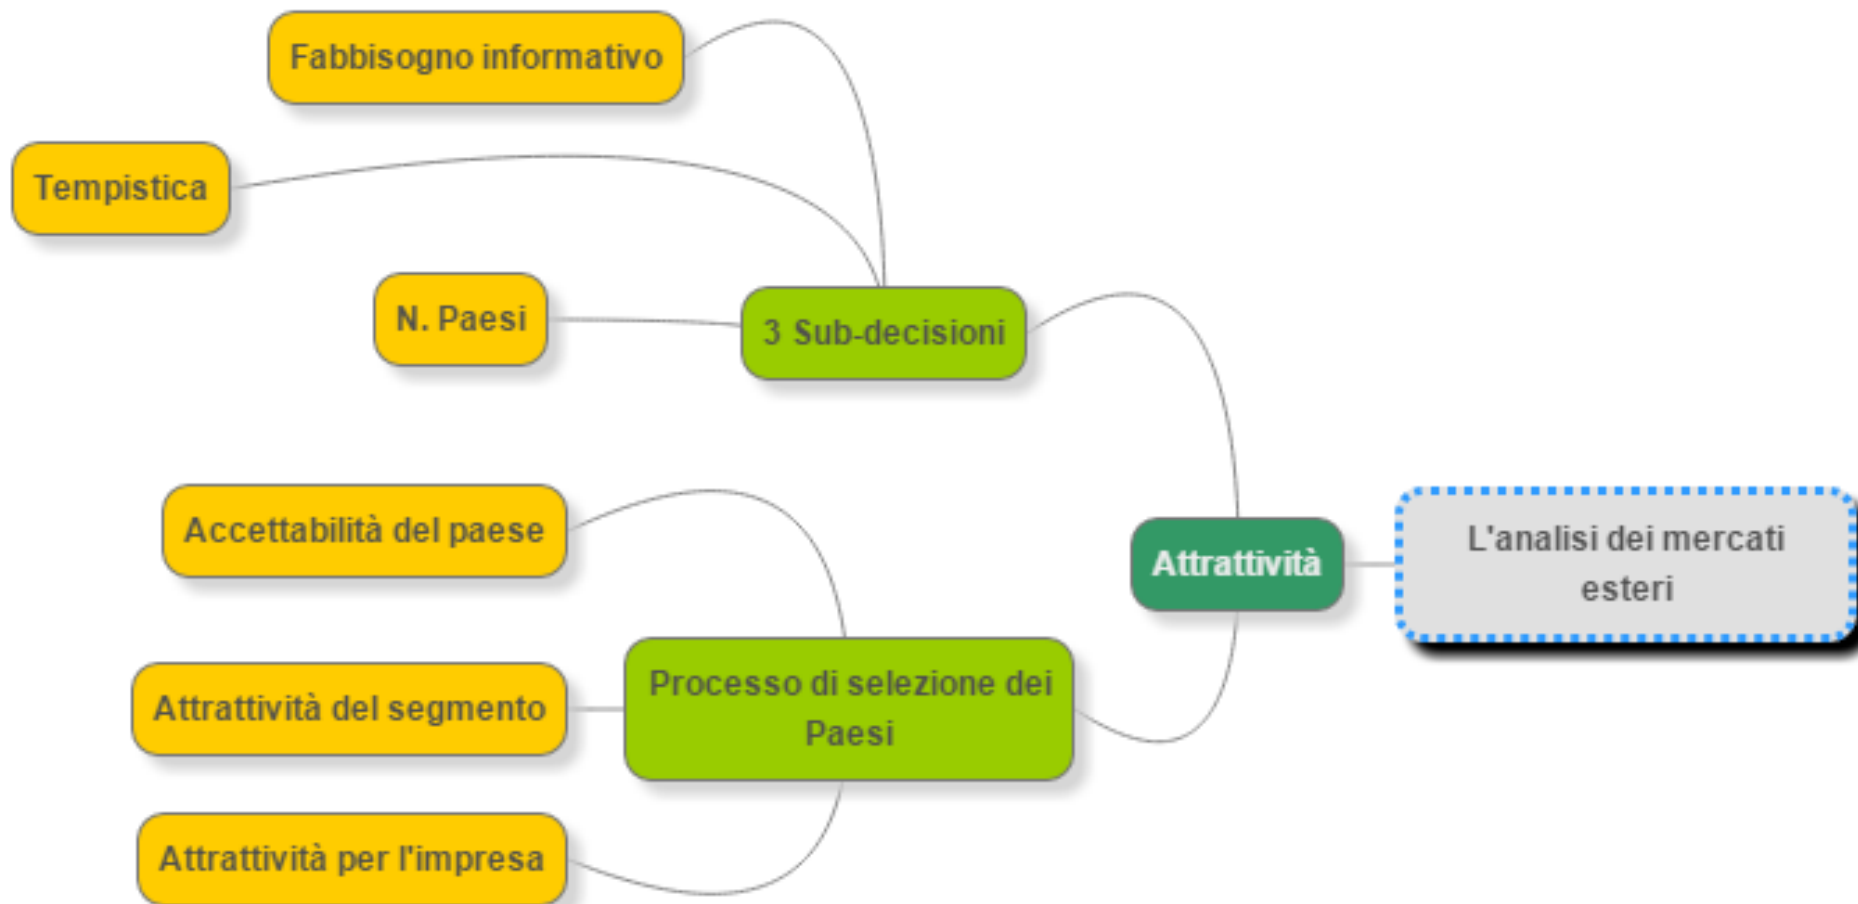 Fabbisogno informativo
Tempistica
N. Paesi
3 Sub-decisioni
Accettabilità del paese
Attrattività
L'analisi dei mercati
esteri
Attrattività del segmento
Processo di selezione dei
Paesi
Attrattività per l'impresa